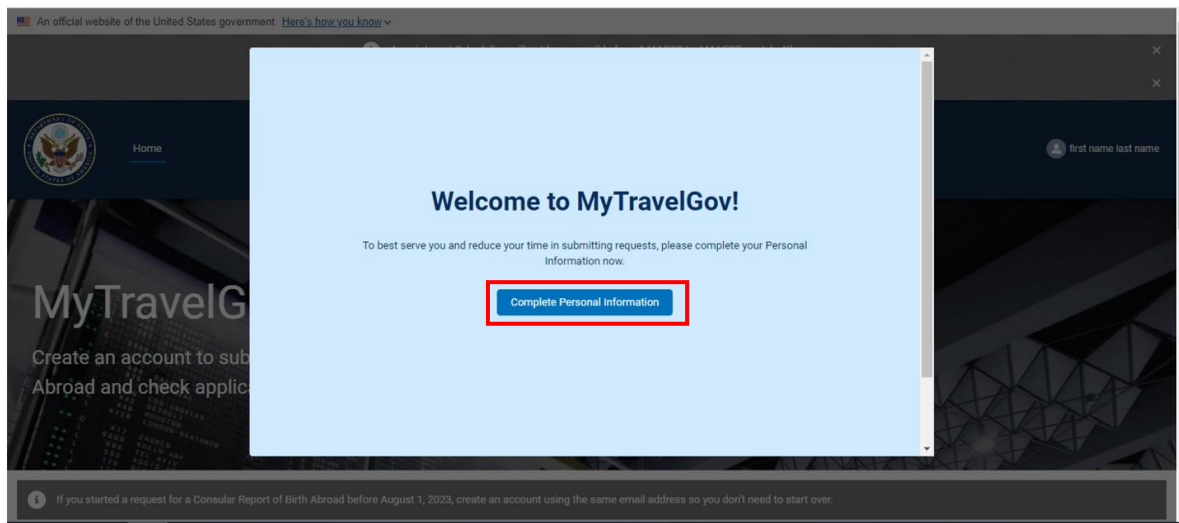 An official website of the United States government Here's how you know
Home
first name last name
Welcome to MyTravelGov!
To best serve you and reduce your time in submitting requests, please complete your Personal
Information now.
Complete Personal Information
MyTravelG
Create an account to sub
Abroad and check applic
If you started a request for a Consular Report of Birth Abroad before August 1, 2023, create an account using the same email address so you don't need to start over.